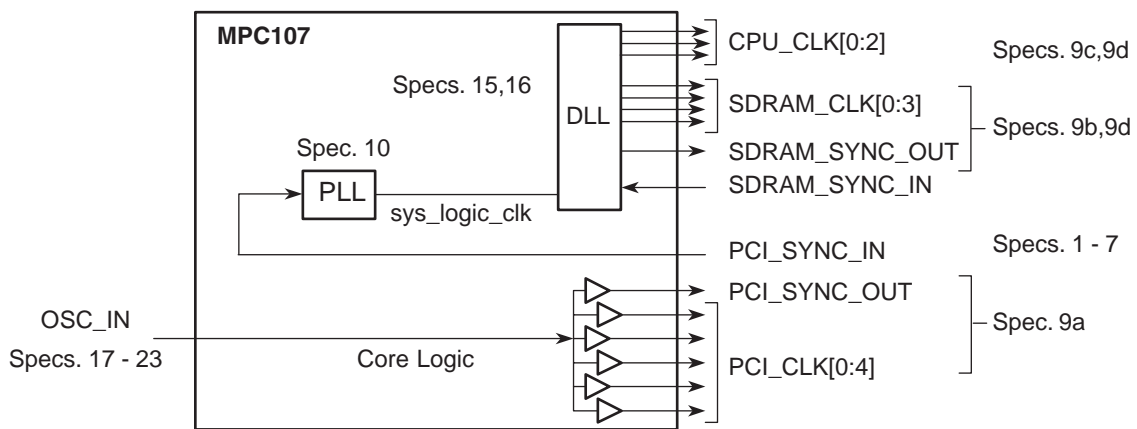 MPC107
CPU_CLK[0:2]
Specs. 9c,9d
Specs. 15,16
DLL
SDRAM_CLK[0:3]
Specs. 9b,9d
Spec. 10
SDRAM_SYNC_OUT
PLL
SDRAM_SYNC_IN
sys_logic_clk
PCI_SYNC_IN
Specs. 1 - 7
PCI_SYNC_OUT
OSC_IN
Spec. 9a
Specs. 17 - 23
Core Logic
PCI_CLK[0:4]